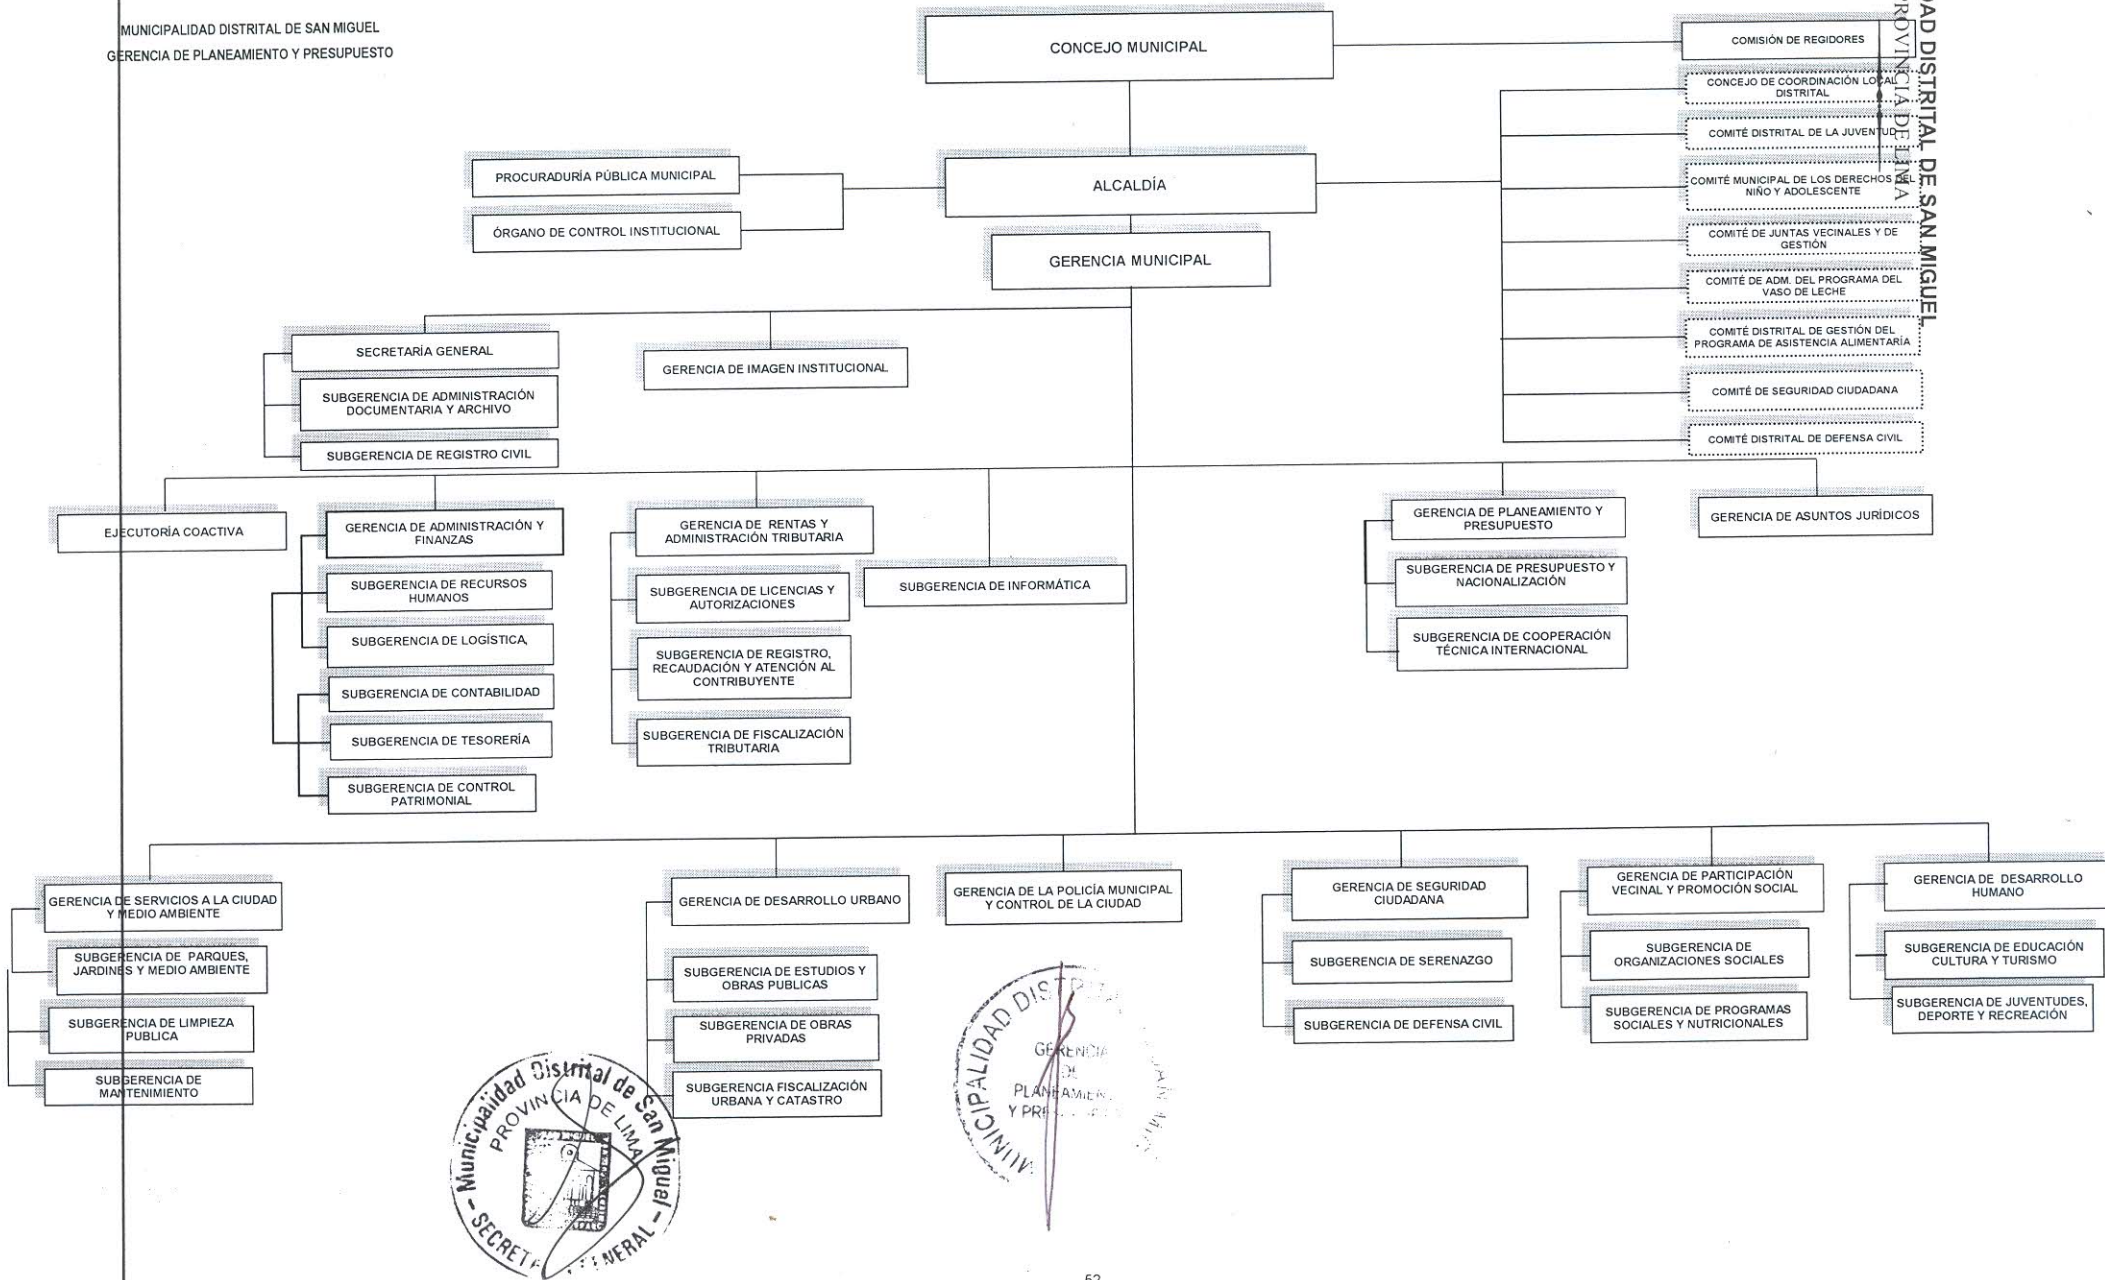 MUNICIPALIDAD DISTRITAL DE SAN MIGUEL
GERENCIA DE PLANEAMIENTO Y PRESUPUESTO
DAD DISTRITAL DE SAN MIGUEL
PROVINCIA DE LIMA
CONCEJO MUNICIPAL
COMISIÓN DE REGIDORES
CONCEJO DE COORDINACIÓN LOCAL
DISTRITAL
COMITÉ DISTRITAL DE LA JUVENTUD
COMITÉ MUNICIPAL DE LOS DERECHOS DEL
NIÑO Y ADOLESCENTE
COMITÉ DE JUNTAS VECINALES Y DE
GESTIÓN
COMITÉ DE ADM. DEL PROGRAMA DEL
VASO DE LECHE
COMITÉ DISTRITAL DE GESTIÓN DEL
PROGRAMA DE ASISTENCIA ALIMENTARÍA
COMITÉ DE SEGURIDAD CIUDADANA
COMITÉ DISTRITAL DE DEFENSA CIVIL
PROCURADURÍA PÚBLICA MUNICIPAL
ÓRGANO DE CONTROL INSTITUCIONAL
ALCALDÍA
GERENCIA MUNICIPAL
SECRETARÍA GENERAL
SUBGERENCIA DE ADMINISTRACIÓN
DOCUMENTARIA Y ARCHIVO
SUBGERENCIA DE REGISTRO CIVIL
GERENCIA DE IMAGEN INSTITUCIONAL
EJECUTORÍA COACTIVA
GERENCIA DE ADMINISTRACIÓN Y
FINANZAS
SUBGERENCIA DE RECURSOS
HUMANOS
SUBGERENCIA DE LOGÍSTICA,
SUBGERENCIA DE CONTABILIDAD
SUBGERENCIA DE TESORERÍA
SUBGERENCIA DE CONTROL
PATRIMONIAL
GERENCIA DE RENTAS Y
ADMINISTRACIÓN TRIBUTARIA
SUBGERENCIA DE LICENCIAS Y
AUTORIZACIONES
SUBGERENCIA DE REGISTRO,
RECAUDACIÓN Y ATENCIÓN AL
CONTRIBUYENTE
SUBGERENCIA DE FISCALIZACIÓN
TRIBUTARIA
SUBGERENCIA DE INFORMÁTICA
GERENCIA DE PLANEAMIENTO Y
PRESUPUESTO
SUBGERENCIA DE PRESUPUESTO Y
NACIONALIZACIÓN
SUBGERENCIA DE COOPERACIÓN
TÉCNICA INTERNACIONAL
GERENCIA DE ASUNTOS JURÍDICOS
GERENCIA DE SERVICIOS A LA CIUDAD
Y MEDIO AMBIENTE
SUBGERENCIA DE PARQUES,
JARDINES Y MEDIO AMBIENTE
SUBGERENCIA DE LIMPIEZA
PUBLICA
SUBGERENCIA DE
MANTENIMIENTO
GERENCIA DE DESARROLLO URBANO
SUBGERENCIA DE ESTUDIOS Y
OBRAS PUBLICAS
SUBGERENCIA DE OBRAS
PRIVADAS
SUBGERENCIA FISCALIZACIÓN
URBANA Y CATASTRO
GERENCIA DE LA POLICÍA MUNICIPAL
Y CONTROL DE LA CIUDAD
GERENCIA DE SEGURIDAD
CIUDADANA
SUBGERENCIA DE SERENAZGO
SUBGERENCIA DE DEFENSA CIVIL
GERENCIA DE PARTICIPACIÓN
VECINAL Y PROMOCIÓN SOCIAL
SUBGERENCIA DE
ORGANIZACIONES SOCIALES
SUBGERENCIA DE PROGRAMAS
SOCIALES Y NUTRICIONALES
GERENCIA DE DESARROLLO
HUMANO
SUBGERENCIA DE EDUCACIÓN
CULTURA Y TURISMO
SUBGERENCIA DE JUVENTUDES,
DEPORTE Y RECREACIÓN
Municipalidad Distrital de San Miguel
PROVINCIA DE LIMA
MUNICIPALIDAD
GERENCIA
DE
52